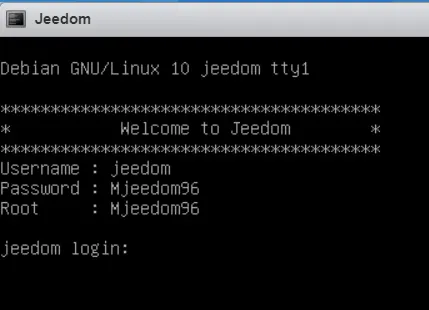 Jeedom
Debian GNU/Linux 10 jeedom tty1
**************************************
* Welcome to Jeedom *
**************************************
Username : jeedom
Password : Mjeedom96
Root : Mjeedom96
jeedom login: